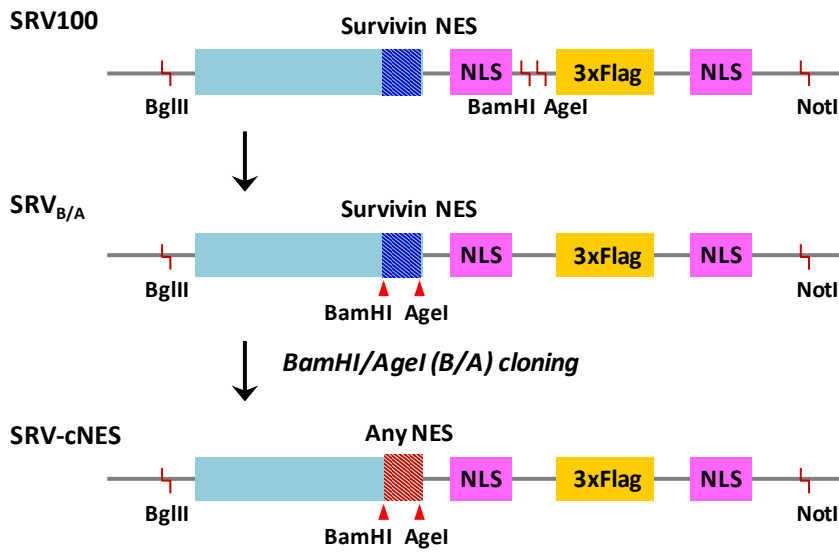 SRV100
Survivin NES
NLS
3xFlag
NLS
BglII
BamHI AgeI
NotI
SRVB/A
Survivin NES
NLS
3xFlag
NLS
BglII
BamHI AgeI
NotI
BamHI/AgeI (B/A) cloning
SRV-cNES
Any NES
NLS
3xFlag
NLS
BglII
BamHI AgeI
NotI